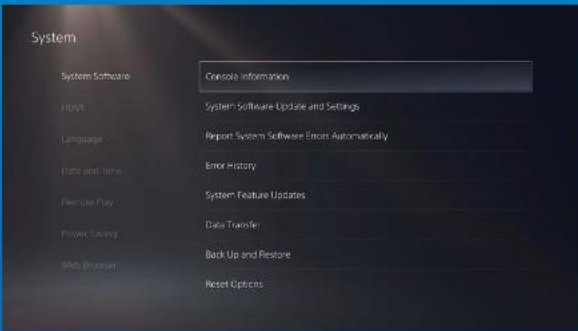 System
System Software
HDMI
Language
Date and Time
Remote Play
Power Saving
Web Browser
Console Information
System Software Update and Settings
Report System Software Errors Automatically
Error History
System Feature Updates
Data Transfer
Back Up and Restore
Reset Options